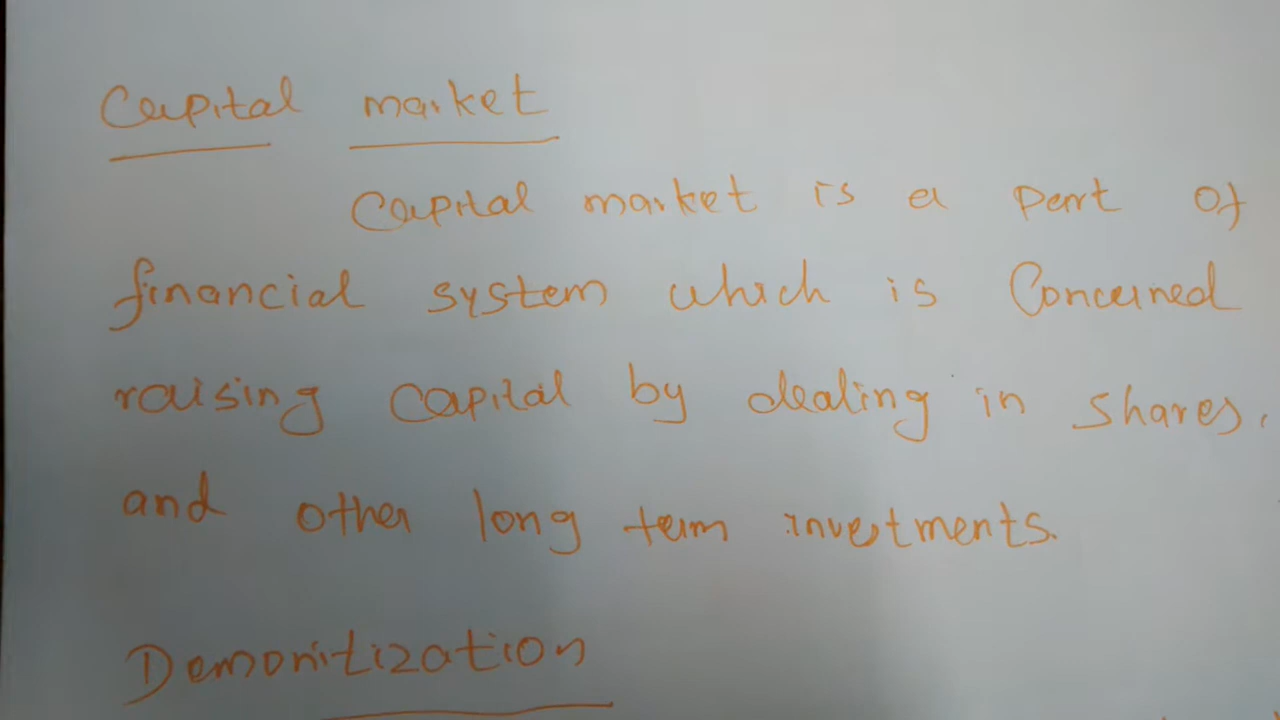 Capital market
Capital market is a part of
financial system which is Concerned
raising capital by dealing in shares,
and other long term investments.
Demonitization